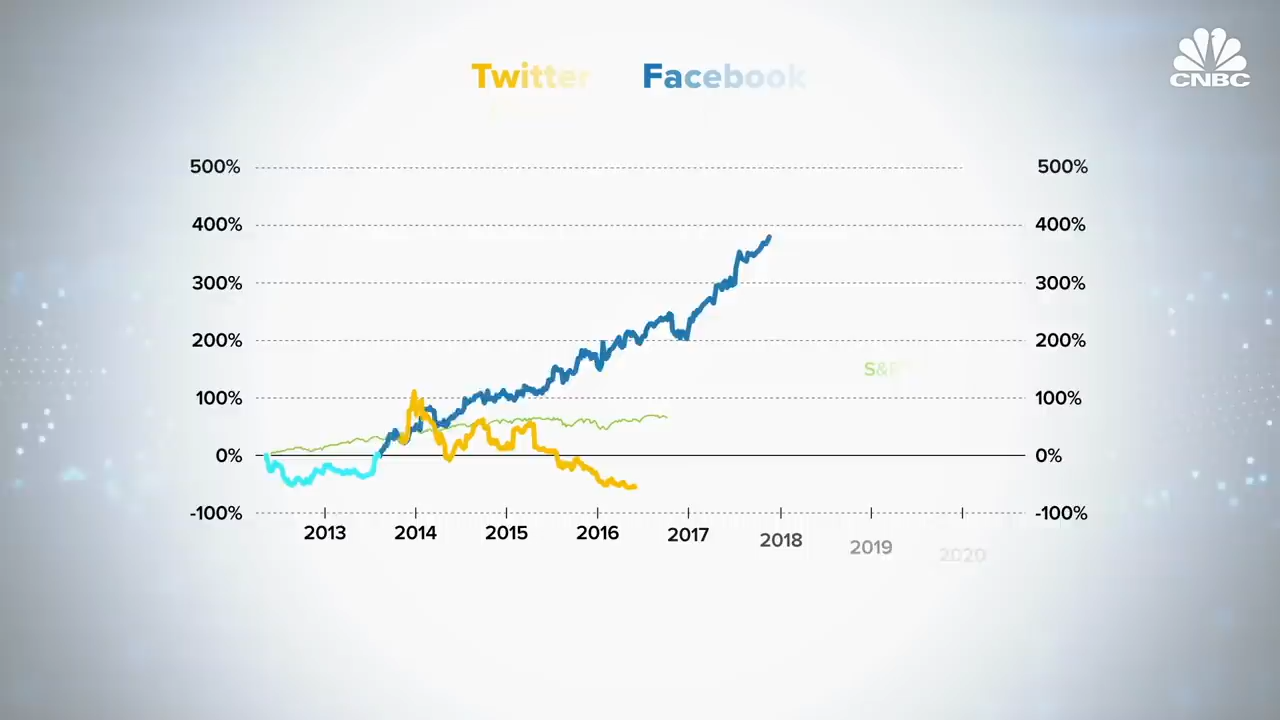 CNBC
Twitter Facebook
500% 500%
400% 400%
300% 300%
S&P
200% 200%
100% 100%
0% 0%
-100% -100%
2013 2014 2015 2016 2017 2018 2019 2020